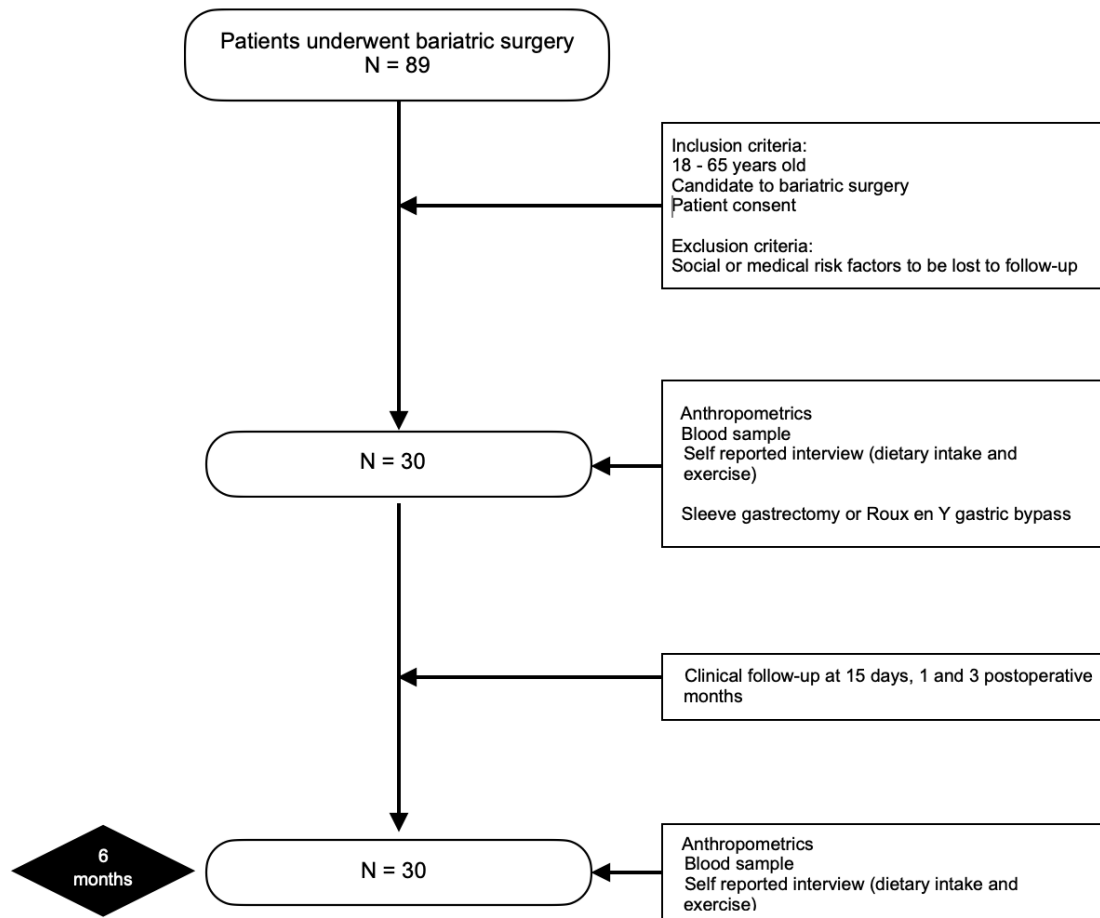 Patients underwent bariatric surgery
N = 89
Inclusion criteria:
18 - 65 years old
Candidate to bariatric surgery
Patient consent
Exclusion criteria:
Social or medical risk factors to be lost to follow-up
N = 30
Anthropometrics
Blood sample
Self reported interview (dietary intake and
exercise)
Sleeve gastrectomy or Roux en Y gastric bypass
Clinical follow-up at 15 days, 1 and 3 postoperative
months
6
months
N = 30
Anthropometrics
Blood sample
Self reported interview (dietary intake and
exercise)